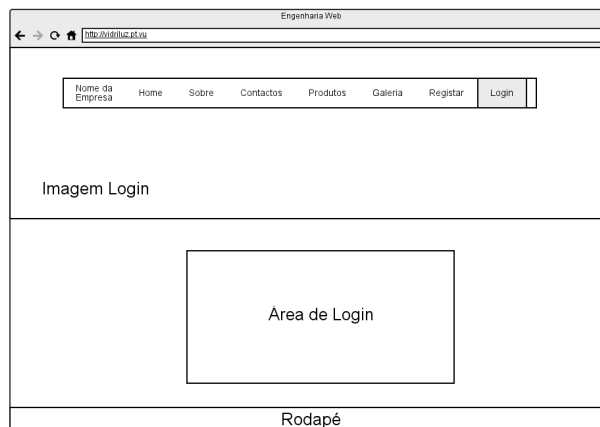 Engenharia Web
http://vidriluz.pt.vu
Nome da
Empresa
Home
Sobre
Contactos
Produtos
Galeria
Registar
Login
Imagem Login
Área de Login
Rodapé